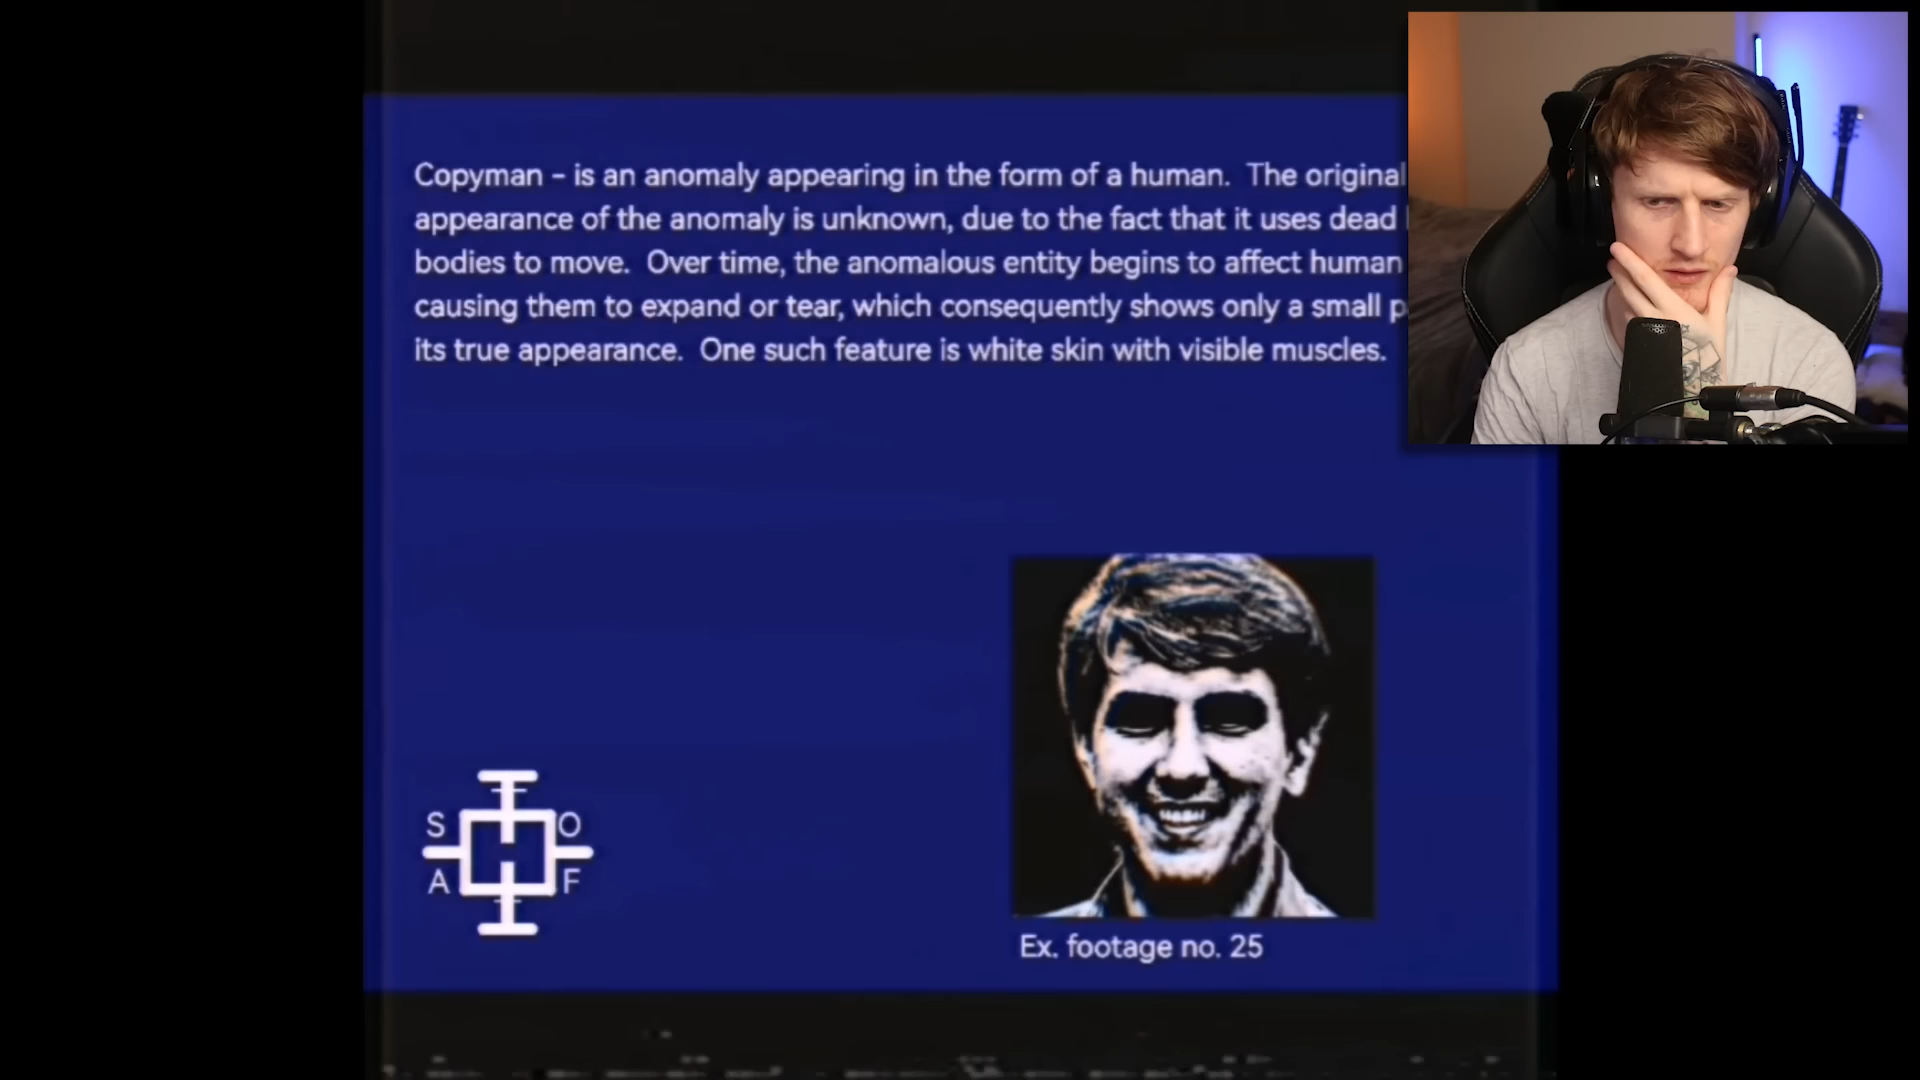 Copyman - is an anomaly appearing in the form of a human. The original
appearance of the anomaly is unknown, due to the fact that it uses dead
bodies to move. Over time, the anomalous entity begins to affect human
causing them to expand or tear, which consequently shows only a small
its true appearance. One such feature is white skin with visible muscles.
S O
A F
Ex. footage no. 25